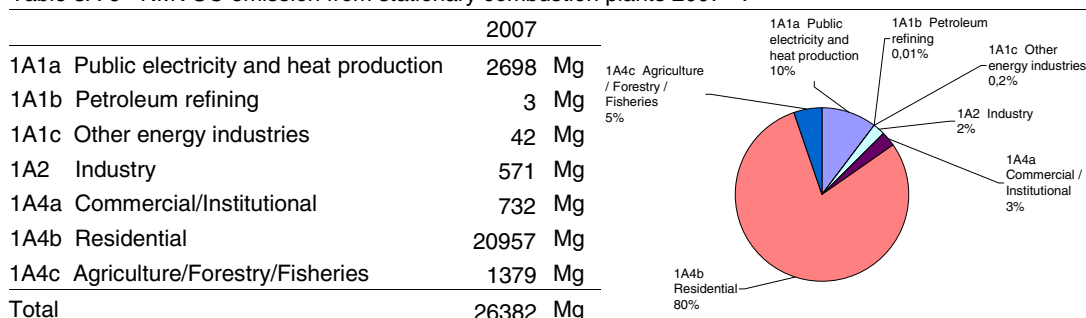 2007
1A1a Public electricity and heat production 2698 Mg
1A1b Petroleum refining 3 Mg
1A1c Other energy industries 42 Mg
1A2 Industry 571 Mg
1A4a Commercial/Institutional 732 Mg
1A4b Residential 20957 Mg
1A4c Agriculture/Forestry/Fisheries 1379 Mg
Total 26382 Mg
1A4c Agriculture
/ Forestry /
Fisheries
5%
1A1a Public
electricity and
heat production
10%
1A1b Petroleum
refining
0,01%
1A1c Other
energy industries
0,2%
1A2 Industry
2%
1A4a
Commercial /
Institutional
3%
1A4b
Residential
80%